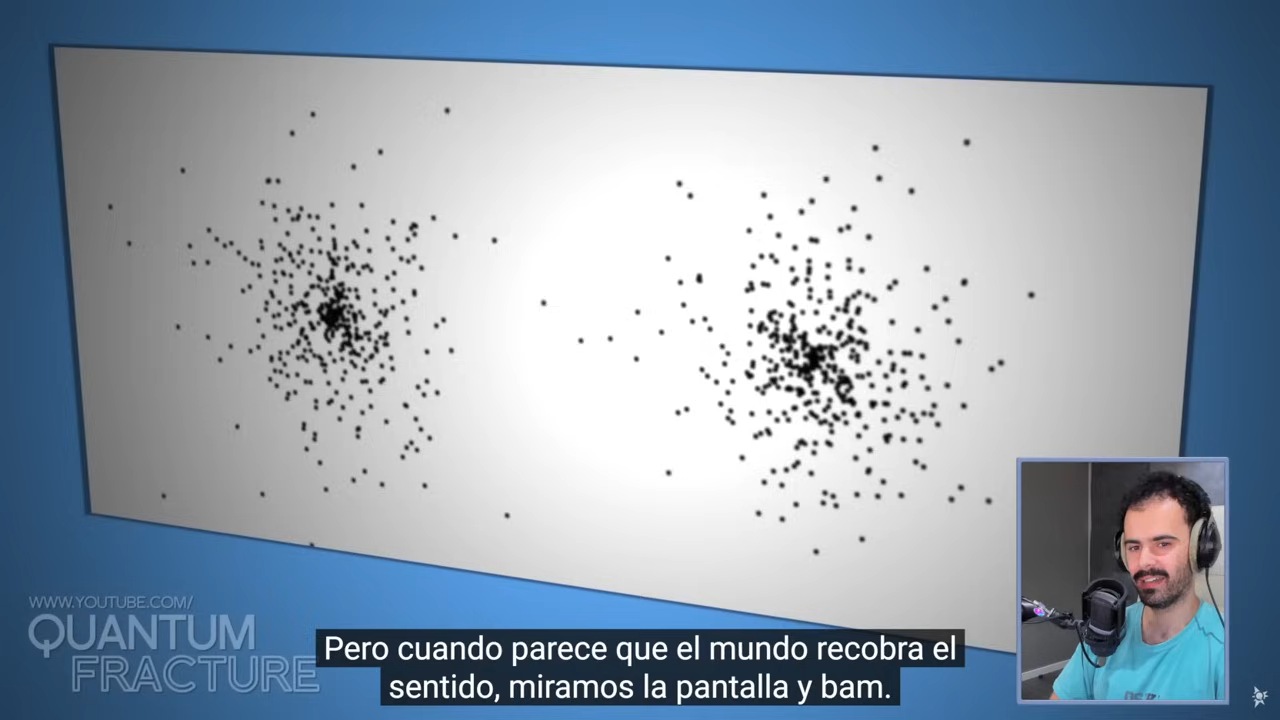 WWW.YOUTUBE.COM/
QUANTUM
FRACTURE
Pero cuando parece que el mundo recobra el
sentido, miramos la pantalla y bam.